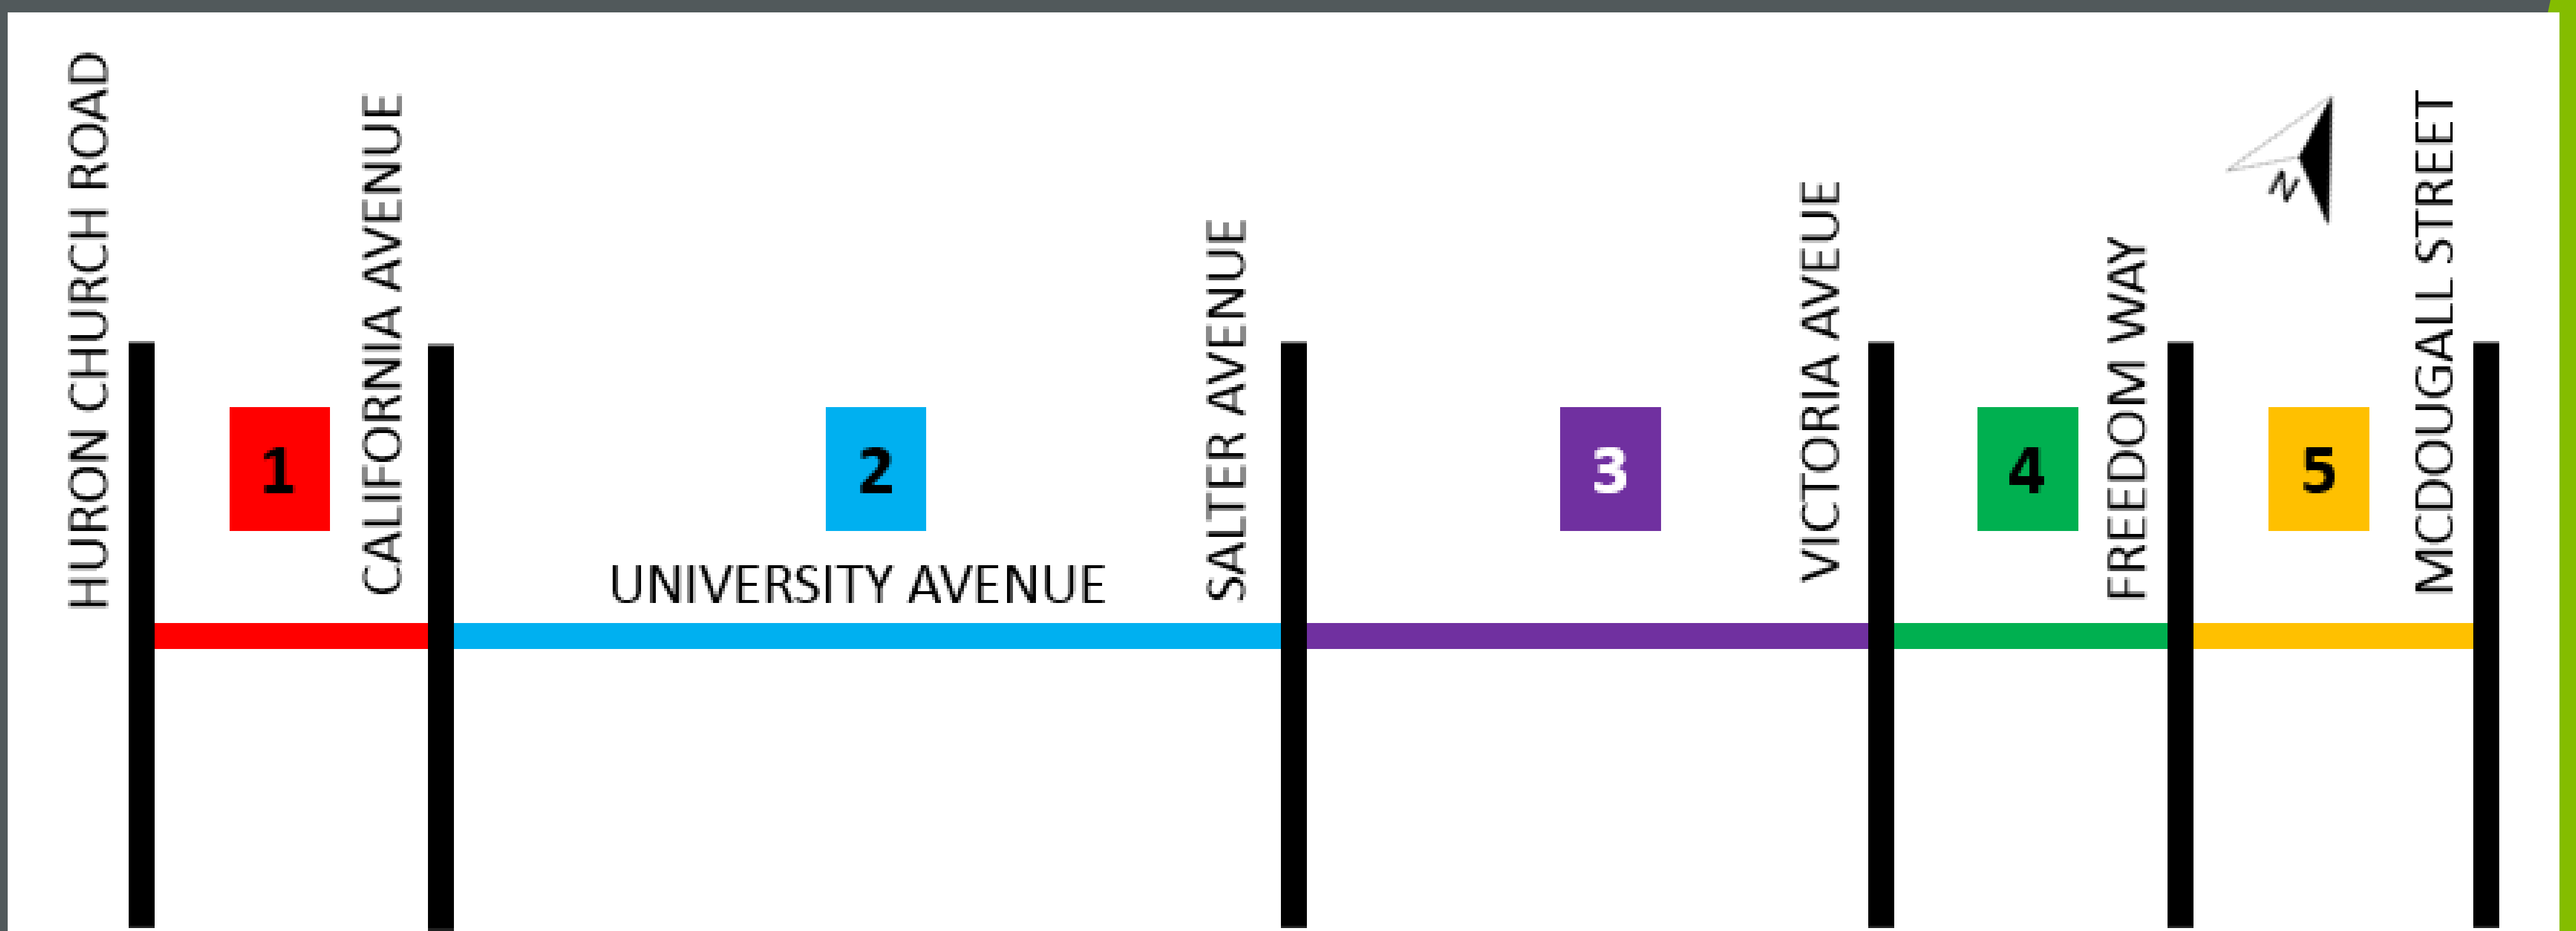 HURON CHURCH ROAD
CALIFORNIA AVENUE
SALTER AVENUE
VICTORIA AVEUE
FREEDOM WAY
MCDOUGALL STREET
N
1
2
3
4
5
UNIVERSITY AVENUE